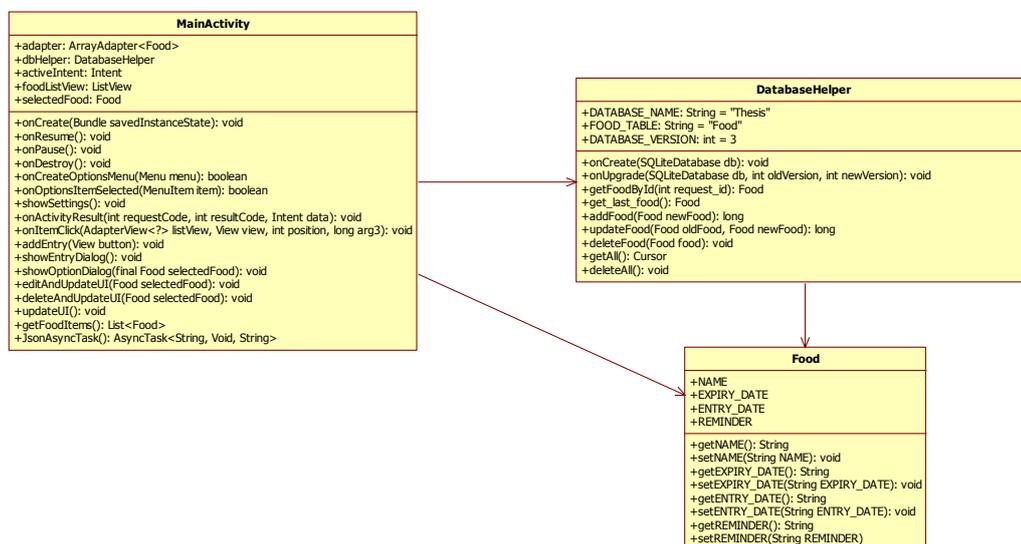 MainActivity
+adapter: ArrayAdapter<Food>
+dbHelper: DatabaseHelper
+activeIntent: Intent
+foodListView: ListView
+selectedFood: Food
+onCreate(Bundle savedInstanceState): void
+onResume(): void
+onPause(): void
+onDestroy(): void
+onCreateOptionsMenu(Menu menu): boolean
+onOptionsItemSelected(MenuItem item): boolean
+showSettings(): void
+onActivityResult(int requestCode, int resultCode, Intent data): void
+onItemClick(AdapterView<?> listView, View view, int position, long arg3): void
+addEntry(View button): void
+showEntryDialog(): void
+showOptionDialog(final Food selectedFood): void
+editAndUpdateUI(Food selectedFood): void
+deleteAndUpdateUI(Food selectedFood): void
+updateUI(): void
+getFoodItems(): List<Food>
+JsonAsyncTask(): AsyncTask<String, Void, String>
DatabaseHelper
+DATABASE_NAME: String = "Thesis"
+FOOD_TABLE: String = "Food"
+DATABASE_VERSION: int = 3
+onCreate(SQLiteDatabase db): void
+onUpgrade(SQLiteDatabase db, int oldVersion, int newVersion): void
+getFoodById(int request_id): Food
+get_last_food(): Food
+addFood(Food newFood): long
+updateFood(Food oldFood, Food newFood): long
+deleteFood(Food food): void
+getAll(): Cursor
+deleteAll(): void
Food
+NAME
+EXPIRY_DATE
+ENTRY_DATE
+REMINDER
+getNAME(): String
+setNAME(String NAME): void
+getEXPIRY_DATE(): String
+setEXPIRY_DATE(String EXPIRY_DATE): void
+getENTRY_DATE(): String
+setENTRY_DATE(String ENTRY_DATE): void
+getREMINDER(): String
+setREMINDER(String REMINDER)